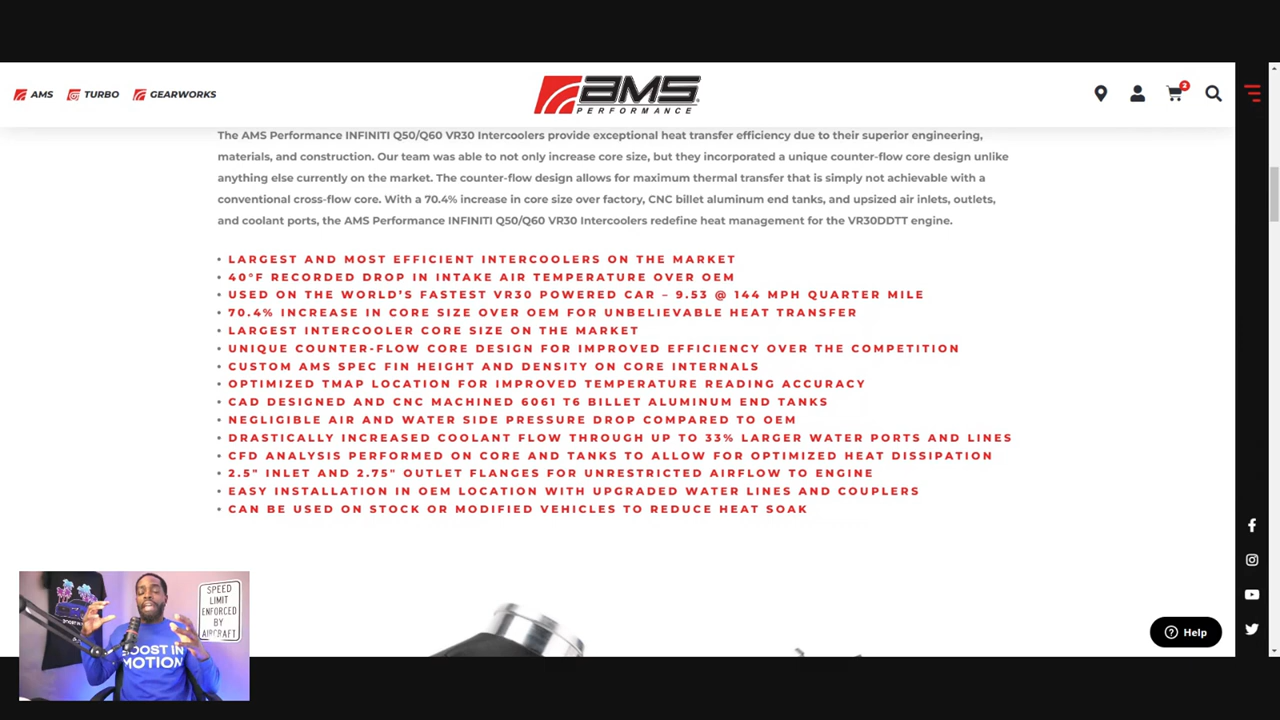 AMS
TURBO
GEARWORKS
AMS
PERFORMANCE
2
The AMS Performance INFINITI Q50/Q60 VR30 Intercoolers provide exceptional heat transfer efficiency due to their superior engineering,
materials, and construction. Our team was able to not only increase core size, but they incorporated a unique counter-flow core design unlike
anything else currently on the market. The counter-flow design allows for maximum thermal transfer that is simply not achievable with a
conventional cross-flow core. With a 70.4% increase in core size over factory, CNC billet aluminum end tanks, and upsized air inlets, outlets,
and coolant ports, the AMS Performance INFINITI Q50/Q60 VR30 Intercoolers redefine heat management for the VR30DDTT engine.
• LARGEST AND MOST EFFICIENT INTERCOOLERS ON THE MARKET
• 40°F RECORDED DROP IN INTAKE AIR TEMPERATURE OVER OEM
• USED ON THE WORLD'S FASTEST VR30 POWERED CAR – 9.53 @ 144 MPH QUARTER MILE
• 70.4% INCREASE IN CORE SIZE OVER OEM FOR UNBELIEVABLE HEAT TRANSFER
• LARGEST INTERCOOLER CORE SIZE ON THE MARKET
• UNIQUE COUNTER-FLOW CORE DESIGN FOR IMPROVED EFFICIENCY OVER THE COMPETITION
• CUSTOM AMS SPEC FIN HEIGHT AND DENSITY ON CORE INTERNALS
• OPTIMIZED TMAP LOCATION FOR IMPROVED TEMPERATURE READING ACCURACY
• CAD DESIGNED AND CNC MACHINED 6061 T6 BILLET ALUMINUM END TANKS
• NEGLIGIBLE AIR AND WATER SIDE PRESSURE DROP COMPARED TO OEM
• DRASTICALLY INCREASED COOLANT FLOW THROUGH UP TO 33% LARGER WATER PORTS AND LINES
• CFD ANALYSIS PERFORMED ON CORE AND TANKS TO ALLOW FOR OPTIMIZED HEAT DISSIPATION
• 2.5" INLET AND 2.75" OUTLET FLANGES FOR UNRESTRICTED AIRFLOW TO ENGINE
• EASY INSTALLATION IN OEM LOCATION WITH UPGRADED WATER LINES AND COUPLERS
• CAN BE USED ON STOCK OR MODIFIED VEHICLES TO REDUCE HEAT SOAK
Help
SPEED
LIMIT
ENFORCED
BY
AIRCRAFT
BOOST IN
MOTION